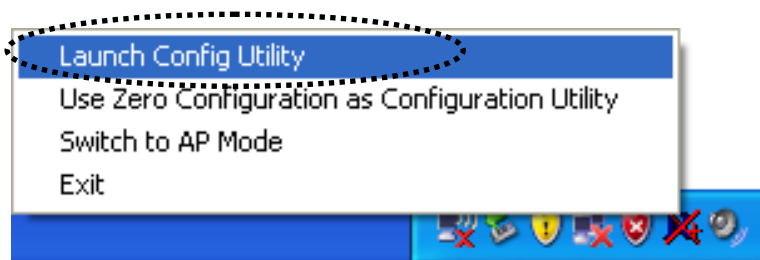 Launch Config Utility
Use Zero Configuration as Configuration Utility
Switch to AP Mode
Exit